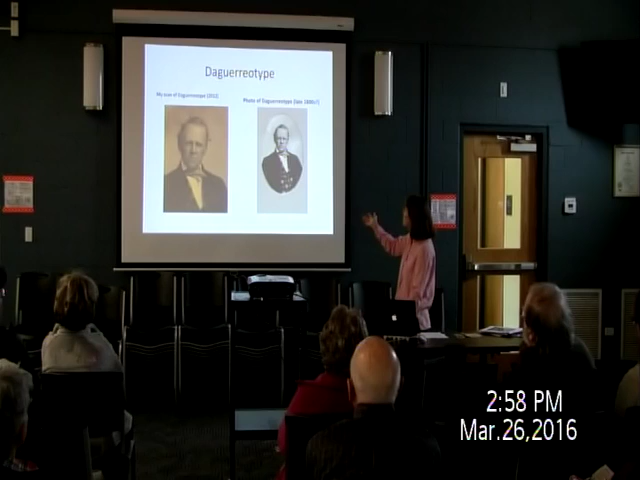 Daguerreotype
My scan of Daguerreotype (2012)
Photo of Daguerreotype (late 1800s?)
2:58 PM
Mar.26,2016